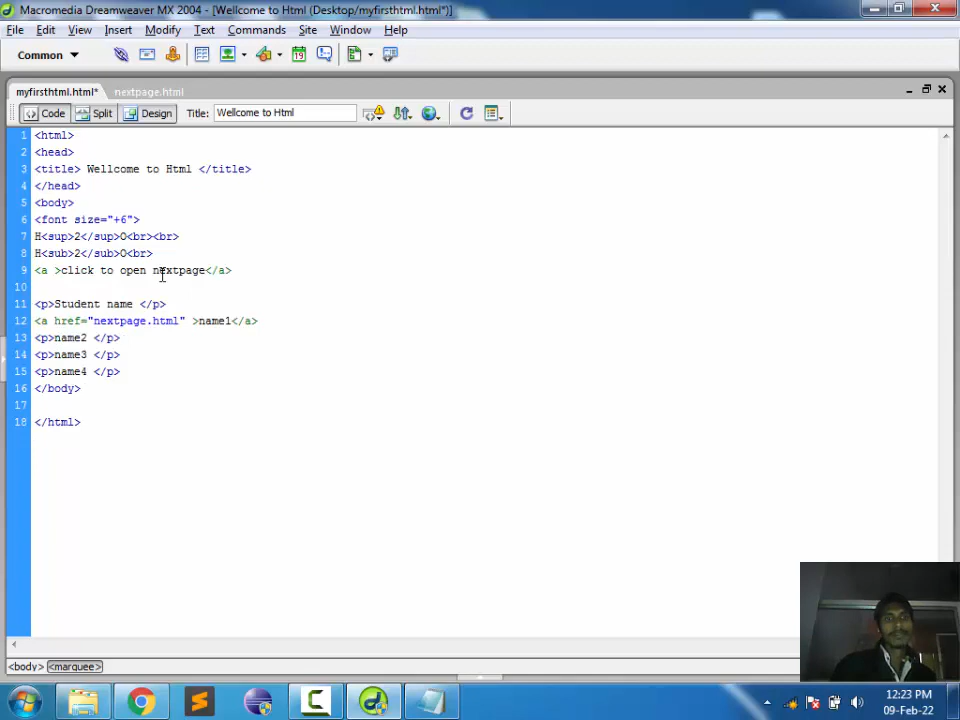 Macromedia Dreamweaver MX 2004 - [Wellcome to Html (Desktop/myfirsthtml.html*)]
File Edit View Insert Modify Text Commands Site Window Help
Common
myfirsthtml.html* nextpage.html
Code Split Design Title: Wellcome to Html
1 <html>
2 <head>
3 <title> Wellcome to Html </title>
4 </head>
5 <body>
6 <font size="+6">
7 H<sup>2</sup>O<br><br>
8 H<sub>2</sub>O<br>
9 <a >click to open nextpage</a>
10
11 <p>Student name </p>
12 <a href="nextpage.html" >name1</a>
13 <p>name2 </p>
14 <p>name3 </p>
15 <p>name4 </p>
16 </body>
17
18 </html>
<body> <marquee>
12:23 PM
09-Feb-22